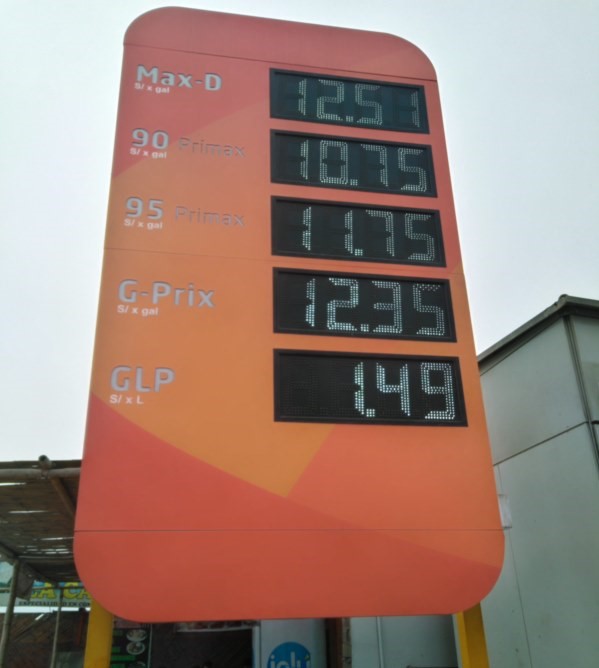 Max-D 12.51
S/ x gal
90 Primax 10.75
S/ x gal
95 Primax 11.75
S/ x gal
G-Prix 12.35
S/ x gal
GLP 1.49
S/ x L